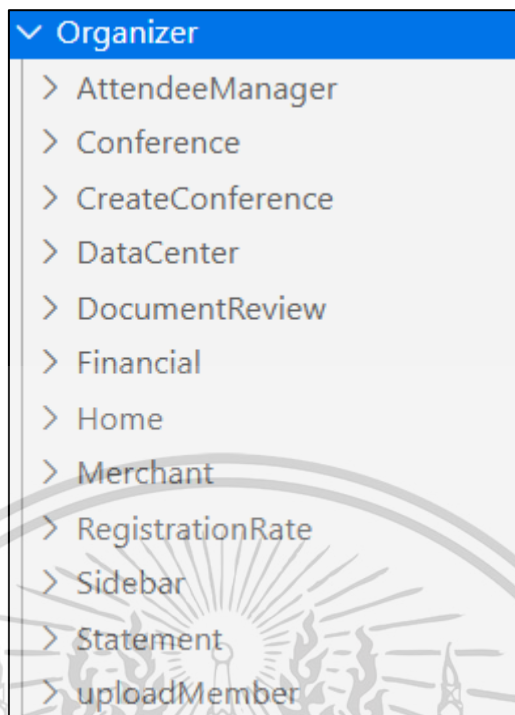 Organizer
AttendeeManager
Conference
CreateConference
DataCenter
DocumentReview
Financial
Home
Merchant
RegistrationRate
Sidebar
Statement
uploadMember